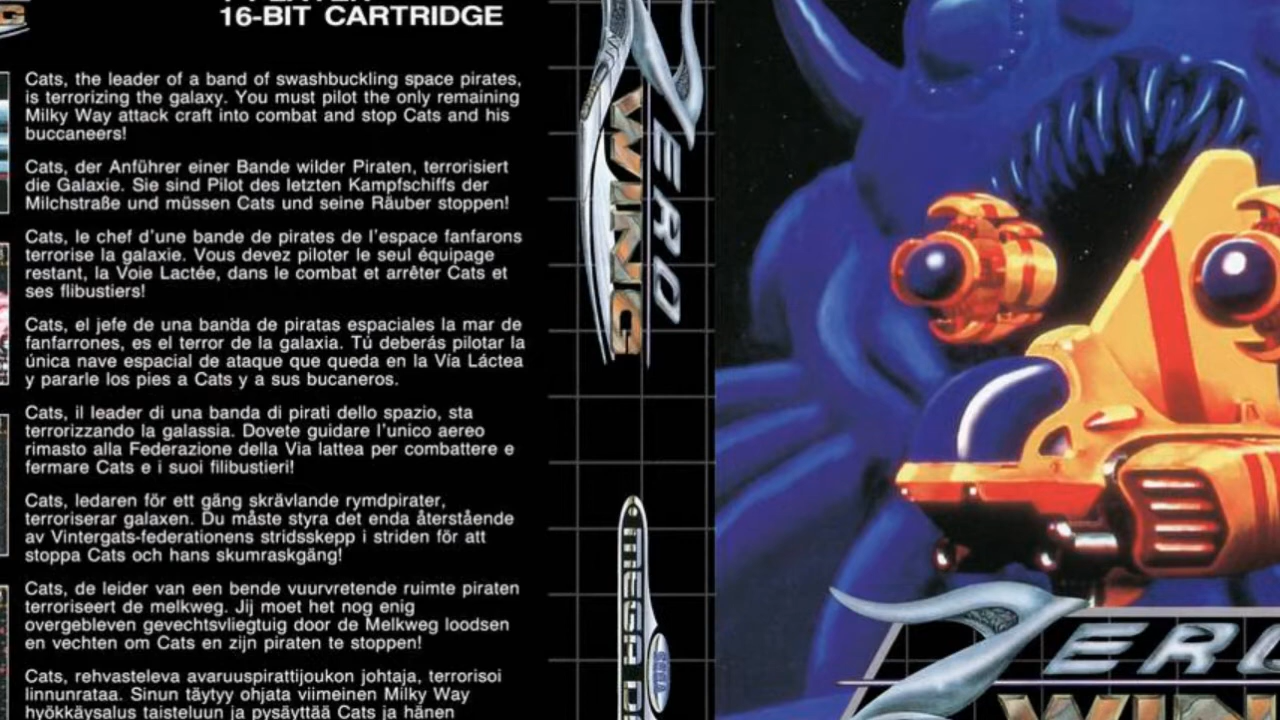 16-BIT CARTRIDGE
Cats, the leader of a band of swashbuckling space pirates,
is terrorizing the galaxy. You must pilot the only remaining
Milky Way attack craft into combat and stop Cats and his
buccaneers!
Cats, der Anführer einer Bande wilder Piraten, terrorisiert
die Galaxie. Sie sind Pilot des letzten Kampfschiffs der
Milchstraße und müssen Cats und seine Räuber stoppen!
Cats, le chef d'une bande de pirates de l'espace fanfarons
terrorise la galaxie. Vous devez piloter le seul équipage
restant, la Voie Lactée, dans le combat et arrêter Cats et
ses flibustiers!
Cats, el jefe de una banda de piratas espaciales la mar de
fanfarrones, es el terror de la galaxia. Tú deberás pilotar la
única nave espacial de ataque que queda en la Vía Láctea
y pararle los pies a Cats y a sus bucaneros.
Cats, il leader di una banda di pirati dello spazio, sta
terrorizzando la galassia. Dovete guidare l'unico aereo
rimasto alla Federazione della Via lattea per combattere e
fermare Cats e i suoi filibustieri!
Cats, ledaren för ett gäng skrävlande rymdpirater,
terroriserar galaxen. Du måste styra det enda återstående
av Vintergats-federationens stridsskepp i striden för att
stoppa Cats och hans skumraskgäng!
Cats, de leider van een bende vuurvretende ruimte piraten
terroriseert de melkweg. Jij moet het nog enig
overgebleven gevechtsvliegtuig door de Melkweg loodsen
en vechten om Cats en zijn piraten te stoppen!
Cats, rehvasteleva avaruuspirattijoukon johtaja, terrorisoi
linnunrataa. Sinun täytyy ohjata viimeinen Milky Way
hyökkäysalus taisteluun ja pysäyttää Cats ja hänen
ZERO
WING
MEGA D
SEGA
ZERO
WING